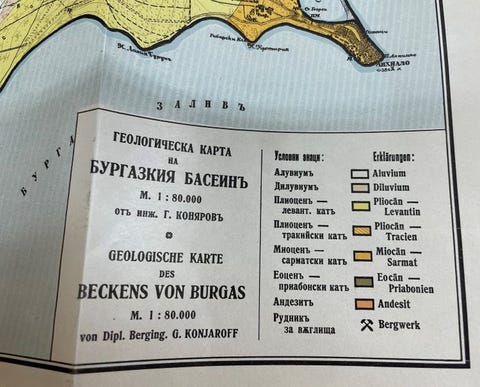 ЗАЛИВЪ
БУРГА
ГЕОЛОГИЧЕСКА КАРТА
НА
БУРГАЗКИЯ БАСЕИНЪ
М. 1 : 80.000
отъ инж. Г. КОНЯРОВЪ
GEOLOGISCHE KARTE
DES
BECKENS VON BURGAS
M. 1 : 80.000
von Dipl. Berging. G. KONJAROFF
Условни знаци: Erklärungen:
Алувиумъ Aluvium
Дилувиумъ Diluvium
Плиоценъ — Pliocän —
левант. катъ Levantin
Плиоценъ — Pliocän —
тракийски катъ Tracien
Миоценъ — Miocän —
сарматски катъ Sarmat
Еоценъ — Eocän —
приабонски катъ Priabonien
Андезитъ Andesit
Рудникъ Bergwerk
за вѫглища